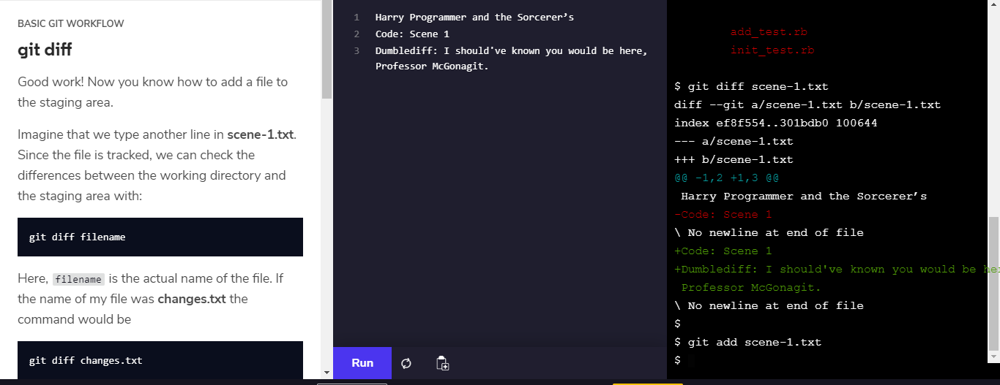 BASIC GIT WORKFLOW
git diff
Good work! Now you know how to add a file to
the staging area.
Imagine that we type another line in scene-1.txt.
Since the file is tracked, we can check the
differences between the working directory and
the staging area with:
git diff filename
Here, filename is the actual name of the file. If
the name of my file was changes.txt the
command would be
git diff changes.txt
1 Harry Programmer and the Sorcerer’s
2 Code: Scene 1
3 Dumblediff: I should've known you would be here,
Professor McGonagit.
Run
add_test.rb
init_test.rb
$ git diff scene-1.txt
diff --git a/scene-1.txt b/scene-1.txt
index ef8f554..301bdb0 100644
--- a/scene-1.txt
+++ b/scene-1.txt
@@ -1,2 +1,3 @@
Harry Programmer and the Sorcerer’s
-Code: Scene 1
\ No newline at end of file
+Code: Scene 1
+Dumblediff: I should've known you would be her
Professor McGonagit.
\ No newline at end of file
$
$ git add scene-1.txt
$